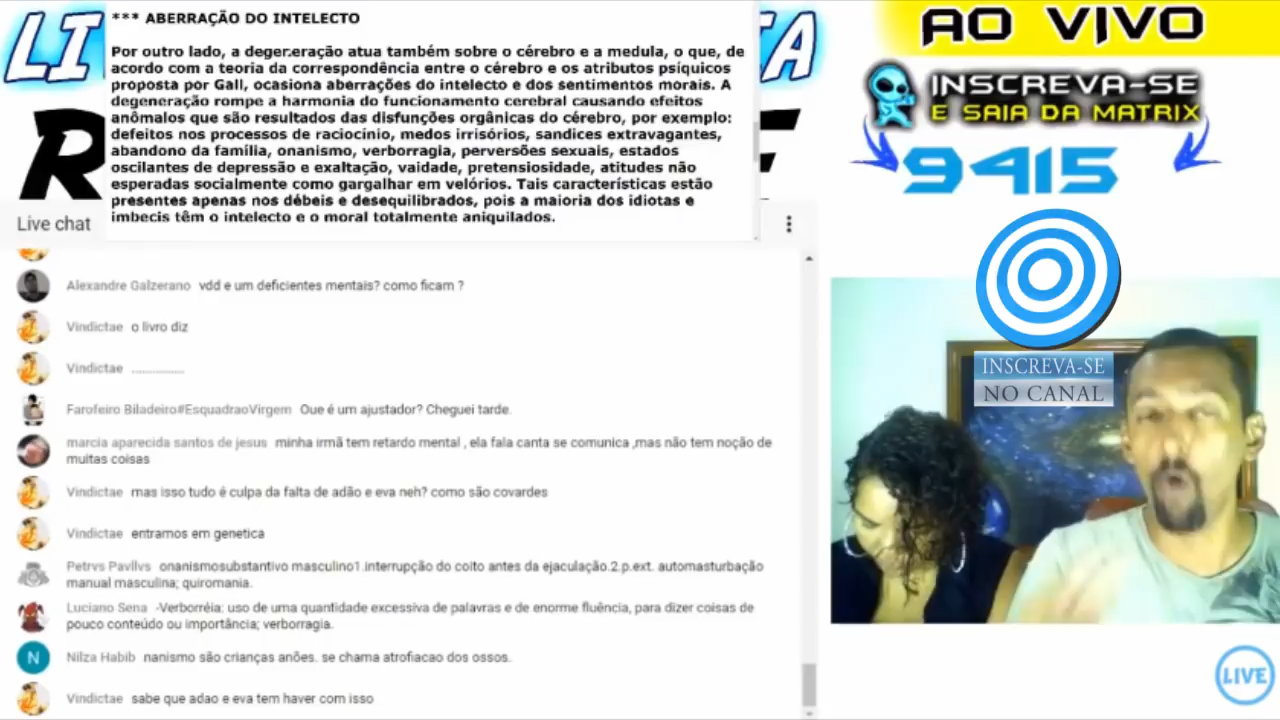 *** ABERRAÇÃO DO INTELECTO
Por outro lado, a degeneração atua também sobre o cérebro e a medula, o que, de
acordo com a teoria da correspondência entre o cérebro e os atributos psíquicos
proposta por Gall, ocasiona aberrações do intelecto e dos sentimentos morais. A
degeneração rompe a harmonia do funcionamento cerebral causando efeitos
anômalos que são resultados das disfunções orgânicas do cérebro, por exemplo:
defeitos nos processos de raciocínio, medos irrisórios, sandices extravagantes,
abandono da família, onanismo, verborragia, perversões sexuais, estados
oscilantes de depressão e exaltação, vaidade, pretensiosidade, atitudes não
esperadas socialmente como gargalhar em velórios. Tais características estão
presentes apenas nos débeis e desequilibrados, pois a maioria dos idiotas e
imbecis têm o intelecto e o moral totalmente aniquilados.
LI
A
R
AO VIVO
INSCREVA-SE
E SAIA DA MATRIX
9415
INSCREVA-SE
NO CANAL
Live chat
Alexandre Galzerano vdd e um deficientes mentais? como ficam ?
Vindictae o livro diz
Vindictae ................
Farofeiro Biladeiro#EsquadraoVirgem Oue é um ajustador? Cheguei tarde.
marcia aparecida santos de jesus minha irmã tem retardo mental , ela fala canta se comunica ,mas não tem noção de
muitas coisas
Vindictae mas isso tudo é culpa da falta de adão e eva neh? como são covardes
Vindictae entramos em genetica
Petrvs Pavllvs onanismosubstantivo masculino1.interrupção do coito antes da ejaculação.2.p.ext. automasturbação
manual masculina; quiromania.
Luciano Sena -Verborréia: uso de uma quantidade excessiva de palavras e de enorme fluência, para dizer coisas de
pouco conteúdo ou importância; verborragia.
N Nilza Habib nanismo são crianças anões. se chama atrofiacao dos ossos.
Vindictae sabe que adao e eva tem haver com isso
LIVE